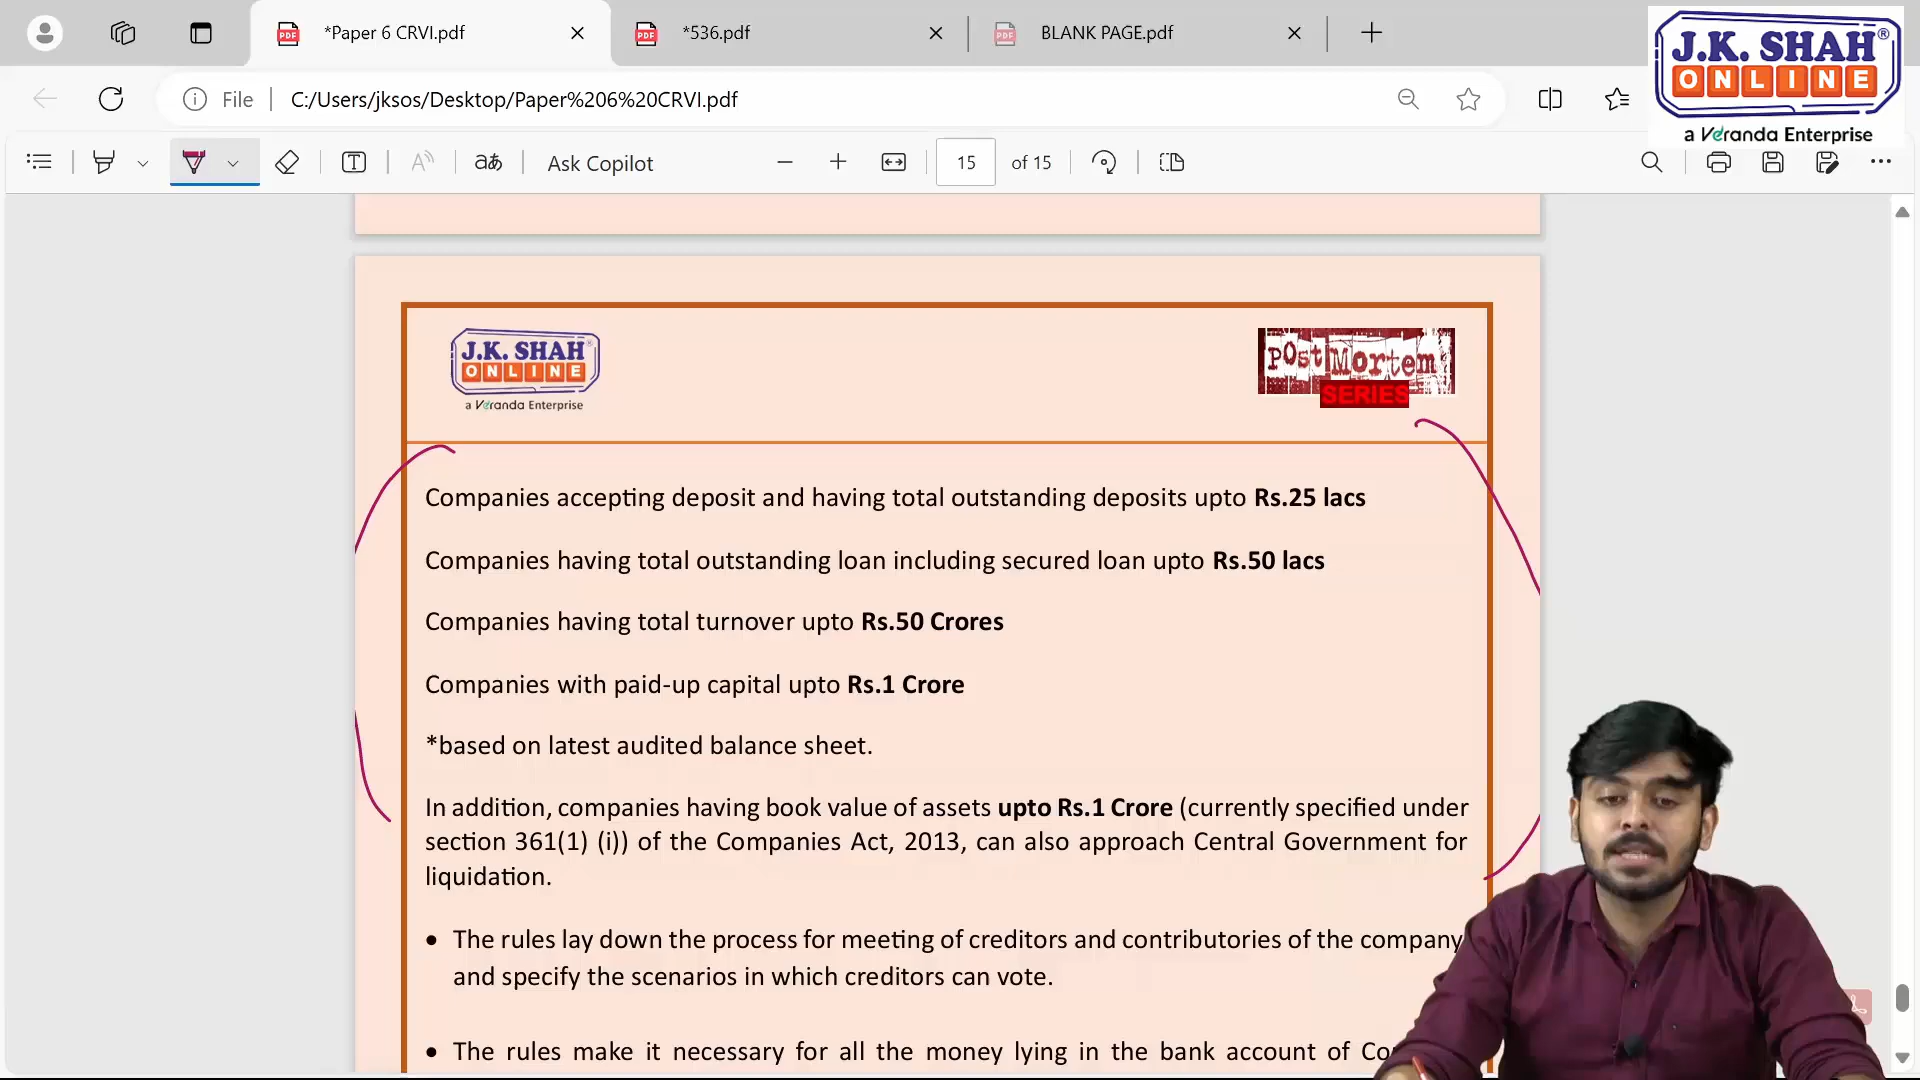 *Paper 6 CRVI.pdf
*536.pdf
BLANK PAGE.pdf
J.K. SHAH®
ONLINE
a Veranda Enterprise
File
C:/Users/jksos/Desktop/Paper%206%20CRVI.pdf
Ask Copilot
15 of 15
J.K. SHAH®
ONLINE
a Veranda Enterprise
Post Mortem
SERIES
Companies accepting deposit and having total outstanding deposits upto Rs.25 lacs
Companies having total outstanding loan including secured loan upto Rs.50 lacs
Companies having total turnover upto Rs.50 Crores
Companies with paid-up capital upto Rs.1 Crore
*based on latest audited balance sheet.
In addition, companies having book value of assets upto Rs.1 Crore (currently specified under
section 361(1) (i)) of the Companies Act, 2013, can also approach Central Government for
liquidation.
• The rules lay down the process for meeting of creditors and contributories of the company
and specify the scenarios in which creditors can vote.
• The rules make it necessary for all the money lying in the bank account of